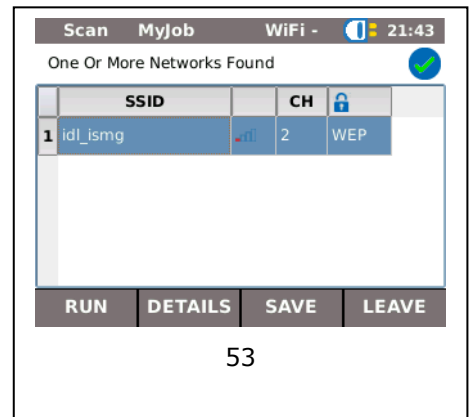 Scan MyJob WiFi - 21:43
One Or More Networks Found
SSID CH
1 idl_ismg 2 WEP
RUN DETAILS SAVE LEAVE
53